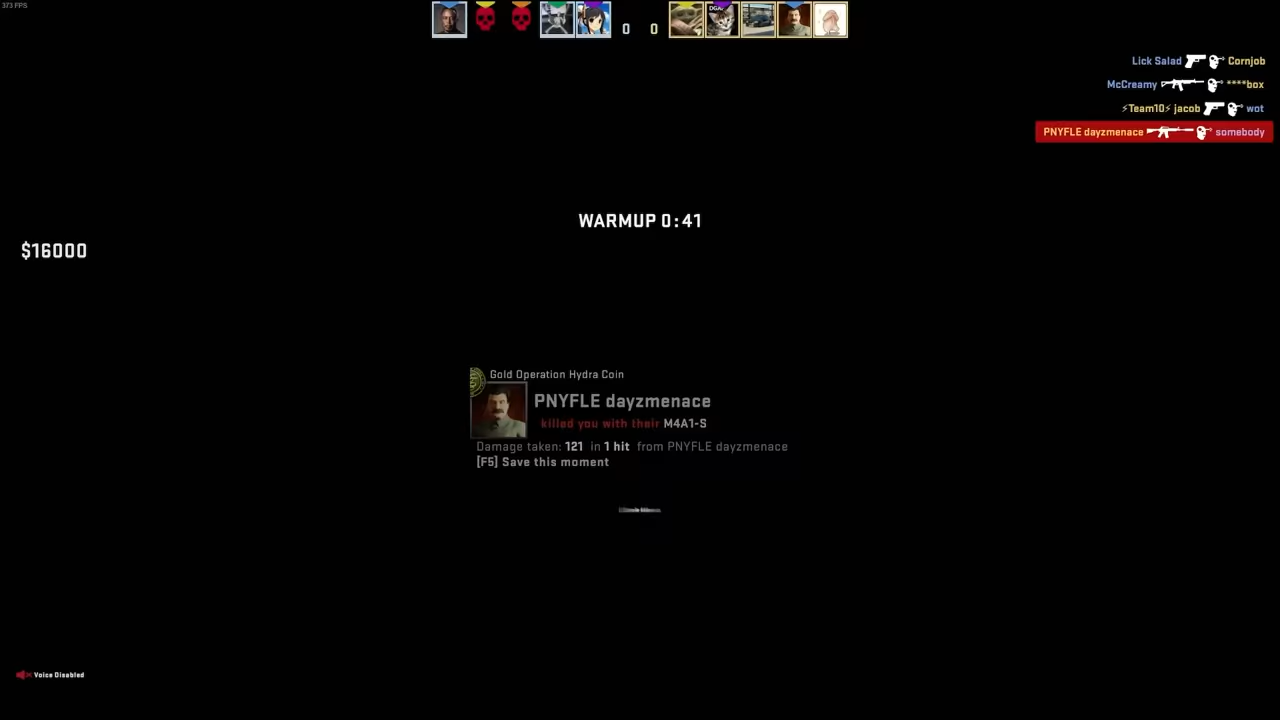 373 FPS
DGAF
0 0
Lick Salad Cornjob
McCreamy ****box
⚡Team10⚡ jacob wot
PNYFLE dayzmenace somebody
WARMUP 0:41
$16000
Gold Operation Hydra Coin
PNYFLE dayzmenace
killed you with their M4A1-S
Damage taken: 121 in 1 hit from PNYFLE dayzmenace
[F5] Save this moment
Voice Disabled